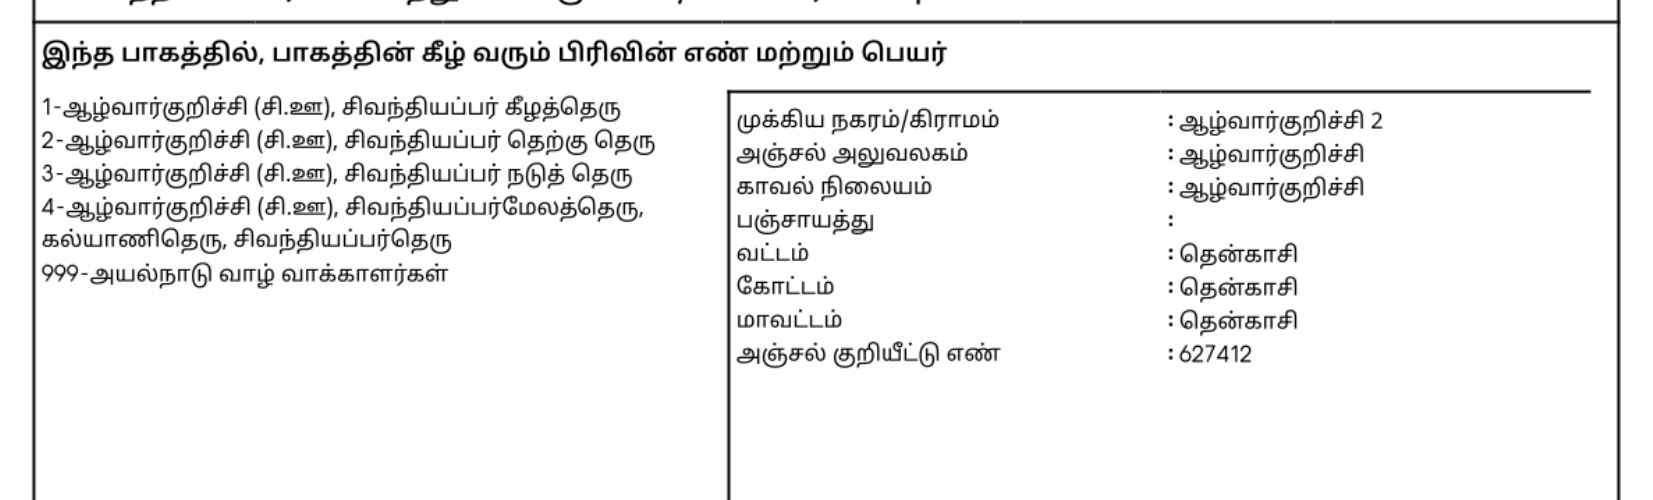 இந்த பாகத்தில், பாகத்தின் கீழ் வரும் பிரிவின் எண் மற்றும் பெயர்
1-ஆழ்வார்குறிச்சி (சி.ஊ), சிவந்தியப்பர் கீழத்தெரு
2-ஆழ்வார்குறிச்சி (சி.ஊ), சிவந்தியப்பர் தெற்கு தெரு
3-ஆழ்வார்குறிச்சி (சி.ஊ), சிவந்தியப்பர் நடுத் தெரு
4-ஆழ்வார்குறிச்சி (சி.ஊ), சிவந்தியப்பர்மேலத்தெரு,
கல்யாணிதெரு, சிவந்தியப்பர்தெரு
999-அயல்நாடு வாழ் வாக்காளர்கள்
முக்கிய நகரம்/கிராமம் : ஆழ்வார்குறிச்சி 2
அஞ்சல் அலுவலகம் : ஆழ்வார்குறிச்சி
காவல் நிலையம் : ஆழ்வார்குறிச்சி
பஞ்சாயத்து :
வட்டம் : தென்காசி
கோட்டம் : தென்காசி
மாவட்டம் : தென்காசி
அஞ்சல் குறியீட்டு எண் : 627412